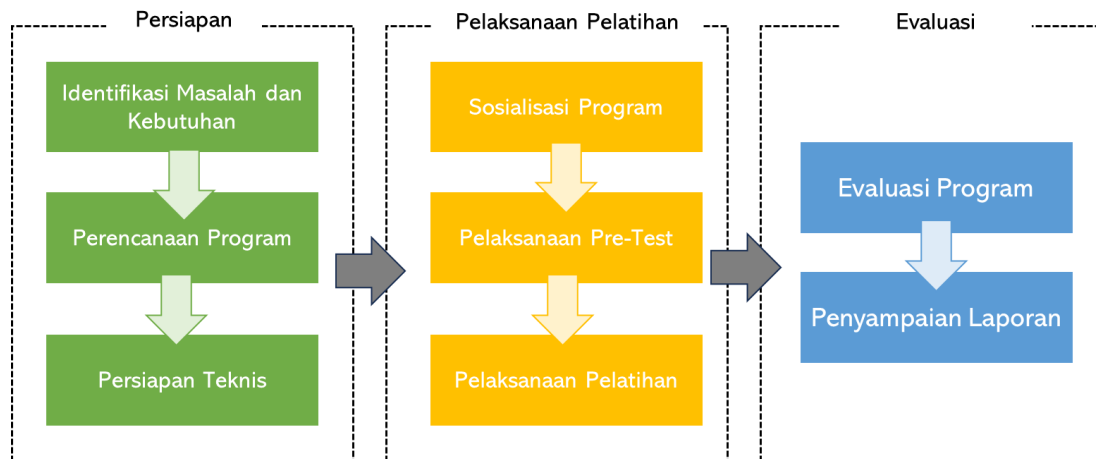 Persiapan
Identifikasi Masalah dan
Kebutuhan
Perencanaan Program
Persiapan Teknis
Pelaksanaan Pelatihan
Sosialisasi Program
Pelaksanaan Pre-Test
Pelaksanaan Pelatihan
Evaluasi
Evaluasi Program
Penyampaian Laporan